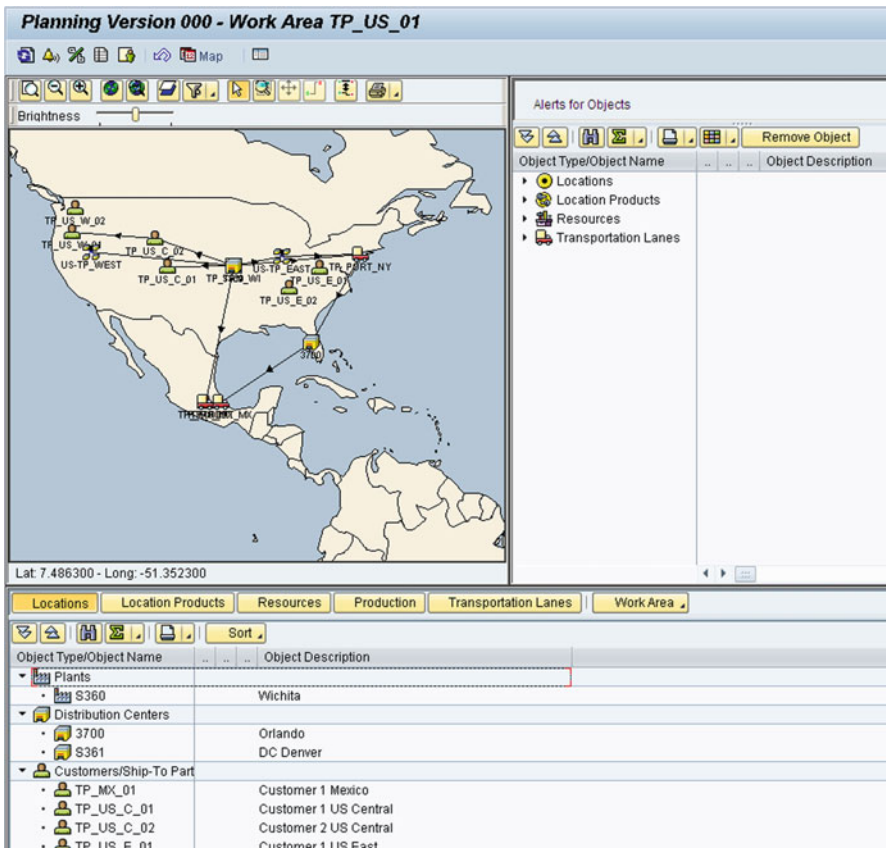 Planning Version 000 - Work Area TP_US_01
Map
Brightness
TP_US_W_02
US-TP_WEST
TP_US_C_02
TP_US_C_01
US-TP_EAST
TP_US_E_01
TP_US_E_02
3700
Lat: 7.486300 - Long: -51.352300
Alerts for Objects
Remove Object
Object Type/Object Name .. .. .. Object Description
Locations
Location Products
Resources
Transportation Lanes
Locations Location Products Resources Production Transportation Lanes Work Area
Sort
Object Type/Object Name .. .. .. Object Description
Plants
S360 Wichita
Distribution Centers
3700 Orlando
S361 DC Denver
Customers/Ship-To Part
TP_MX_01 Customer 1 Mexico
TP_US_C_01 Customer 1 US Central
TP_US_C_02 Customer 2 US Central
TP_US_E_01 Customer 1 US East